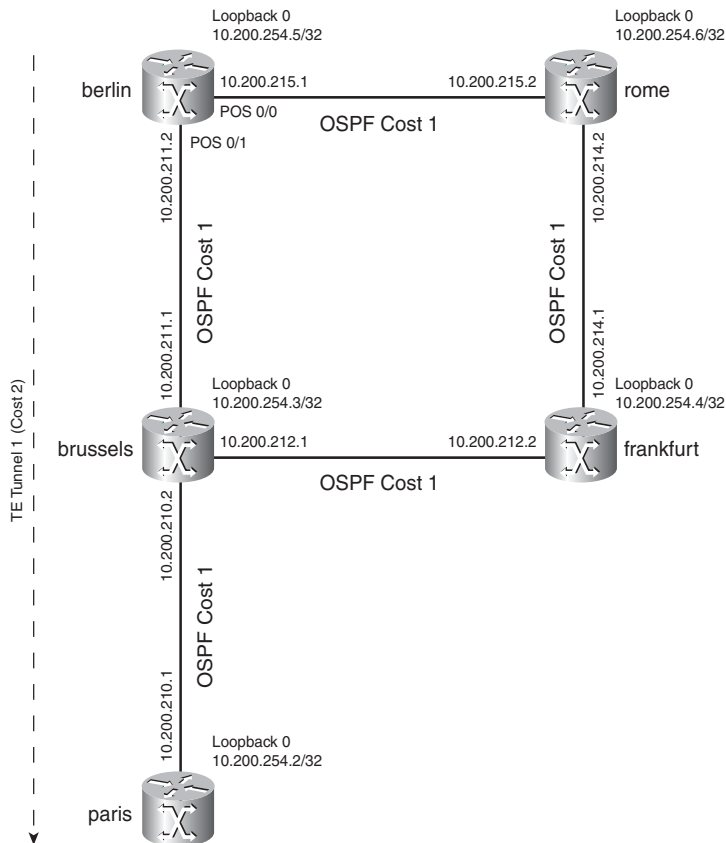 Loopback 0
10.200.254.5/32
Loopback 0
10.200.254.6/32
berlin
10.200.215.1
10.200.215.2
rome
POS 0/0
OSPF Cost 1
POS 0/1
10.200.211.2
10.200.214.2
OSPF Cost 1
OSPF Cost 1
10.200.211.1
10.200.214.1
Loopback 0
10.200.254.3/32
Loopback 0
10.200.254.4/32
TE Tunnel 1 (Cost 2)
brussels
10.200.212.1
10.200.212.2
frankfurt
OSPF Cost 1
10.200.210.2
OSPF Cost 1
10.200.210.1
Loopback 0
10.200.254.2/32
paris